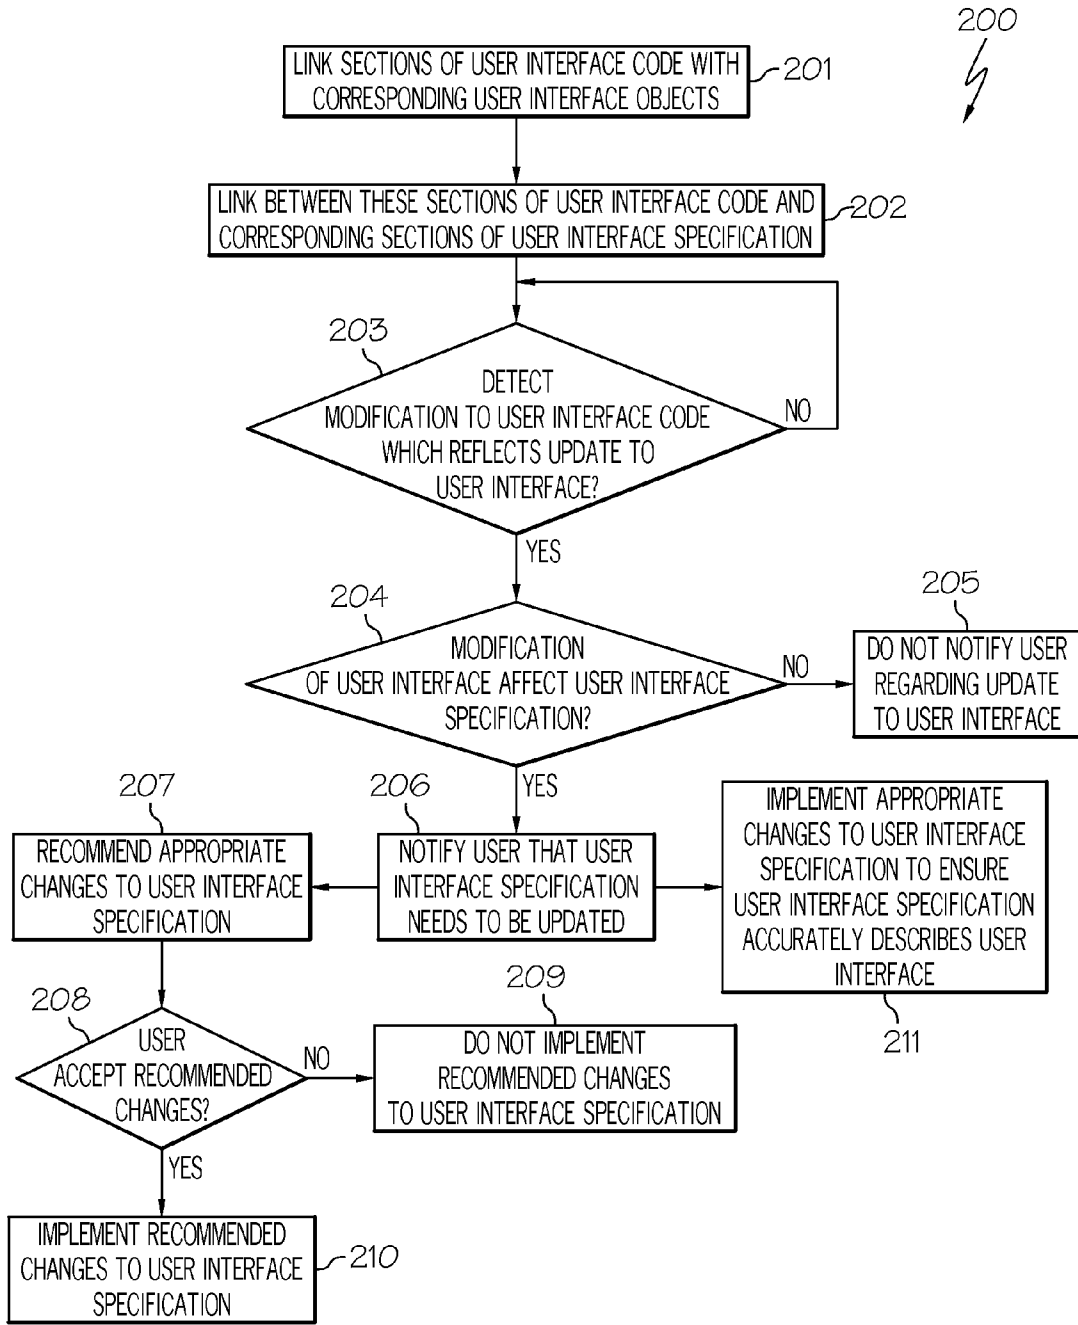 200
LINK SECTIONS OF USER INTERFACE CODE WITH
CORRESPONDING USER INTERFACE OBJECTS
201
LINK BETWEEN THESE SECTIONS OF USER INTERFACE CODE AND
CORRESPONDING SECTIONS OF USER INTERFACE SPECIFICATION
202
203
DETECT
MODIFICATION TO USER INTERFACE CODE
WHICH REFLECTS UPDATE TO
USER INTERFACE?
NO
YES
204
MODIFICATION
OF USER INTERFACE AFFECT USER INTERFACE
SPECIFICATION?
NO
205
DO NOT NOTIFY USER
REGARDING UPDATE
TO USER INTERFACE
YES
207
RECOMMEND APPROPRIATE
CHANGES TO USER INTERFACE
SPECIFICATION
206
NOTIFY USER THAT USER
INTERFACE SPECIFICATION
NEEDS TO BE UPDATED
IMPLEMENT APPROPRIATE
CHANGES TO USER INTERFACE
SPECIFICATION TO ENSURE
USER INTERFACE SPECIFICATION
ACCURATELY DESCRIBES USER
INTERFACE
211
208
USER
ACCEPT RECOMMENDED
CHANGES?
NO
209
DO NOT IMPLEMENT
RECOMMENDED CHANGES
TO USER INTERFACE SPECIFICATION
YES
IMPLEMENT RECOMMENDED
CHANGES TO USER INTERFACE
SPECIFICATION
210